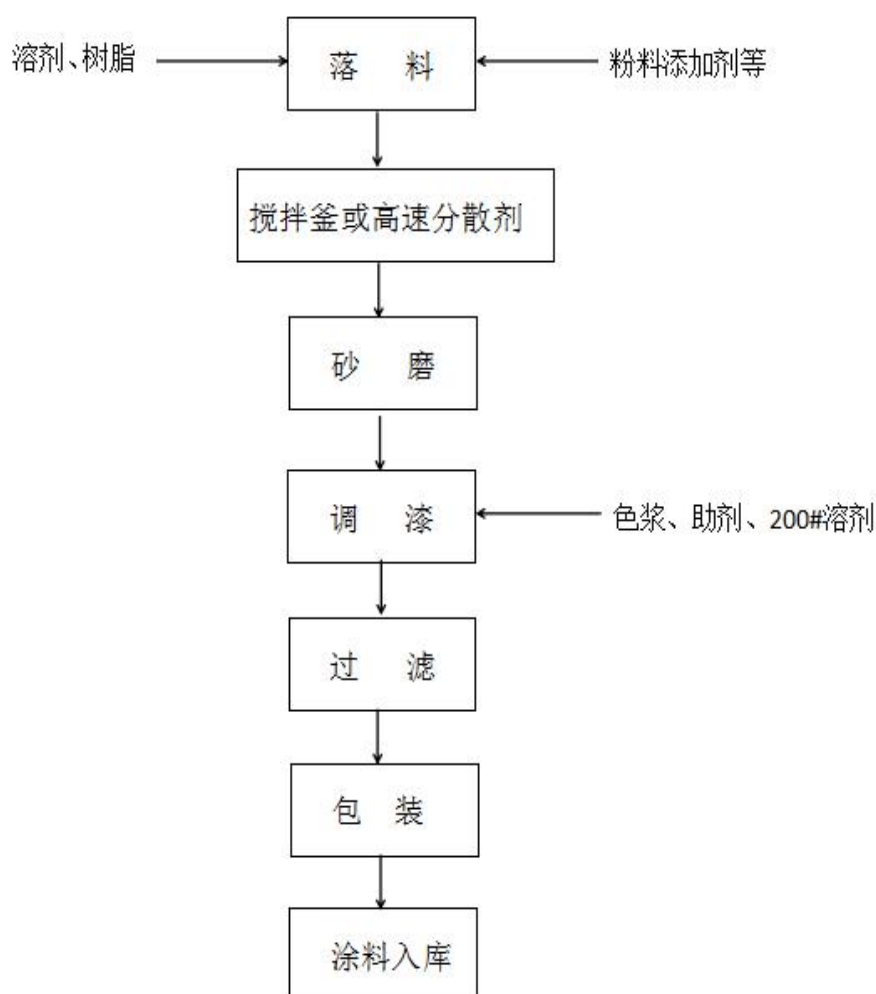 溶剂、树脂
落料
粉料添加剂等
搅拌釜或高速分散剂
砂磨
调漆
色浆、助剂、200#溶剂
过滤
包装
涂料入库